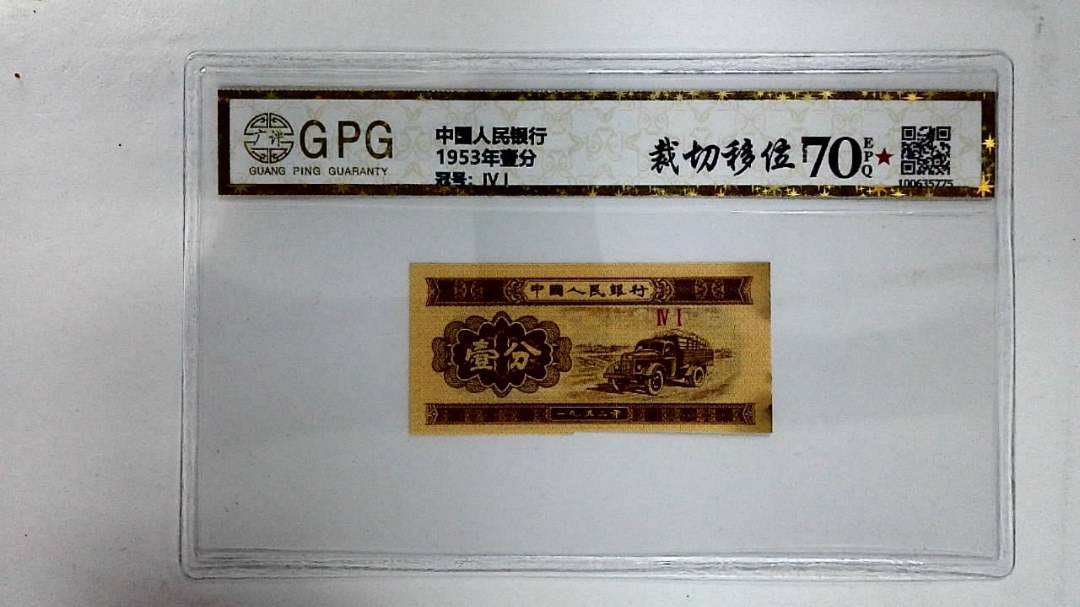 广评
GPG
GUANG PING GUARANTY
中国人民银行
1953年壹分
冠号：Ⅳ Ⅰ
裁切移位
70
EPQ
★
100635775
中國人民銀行
Ⅳ Ⅰ
壹分
一九五三年